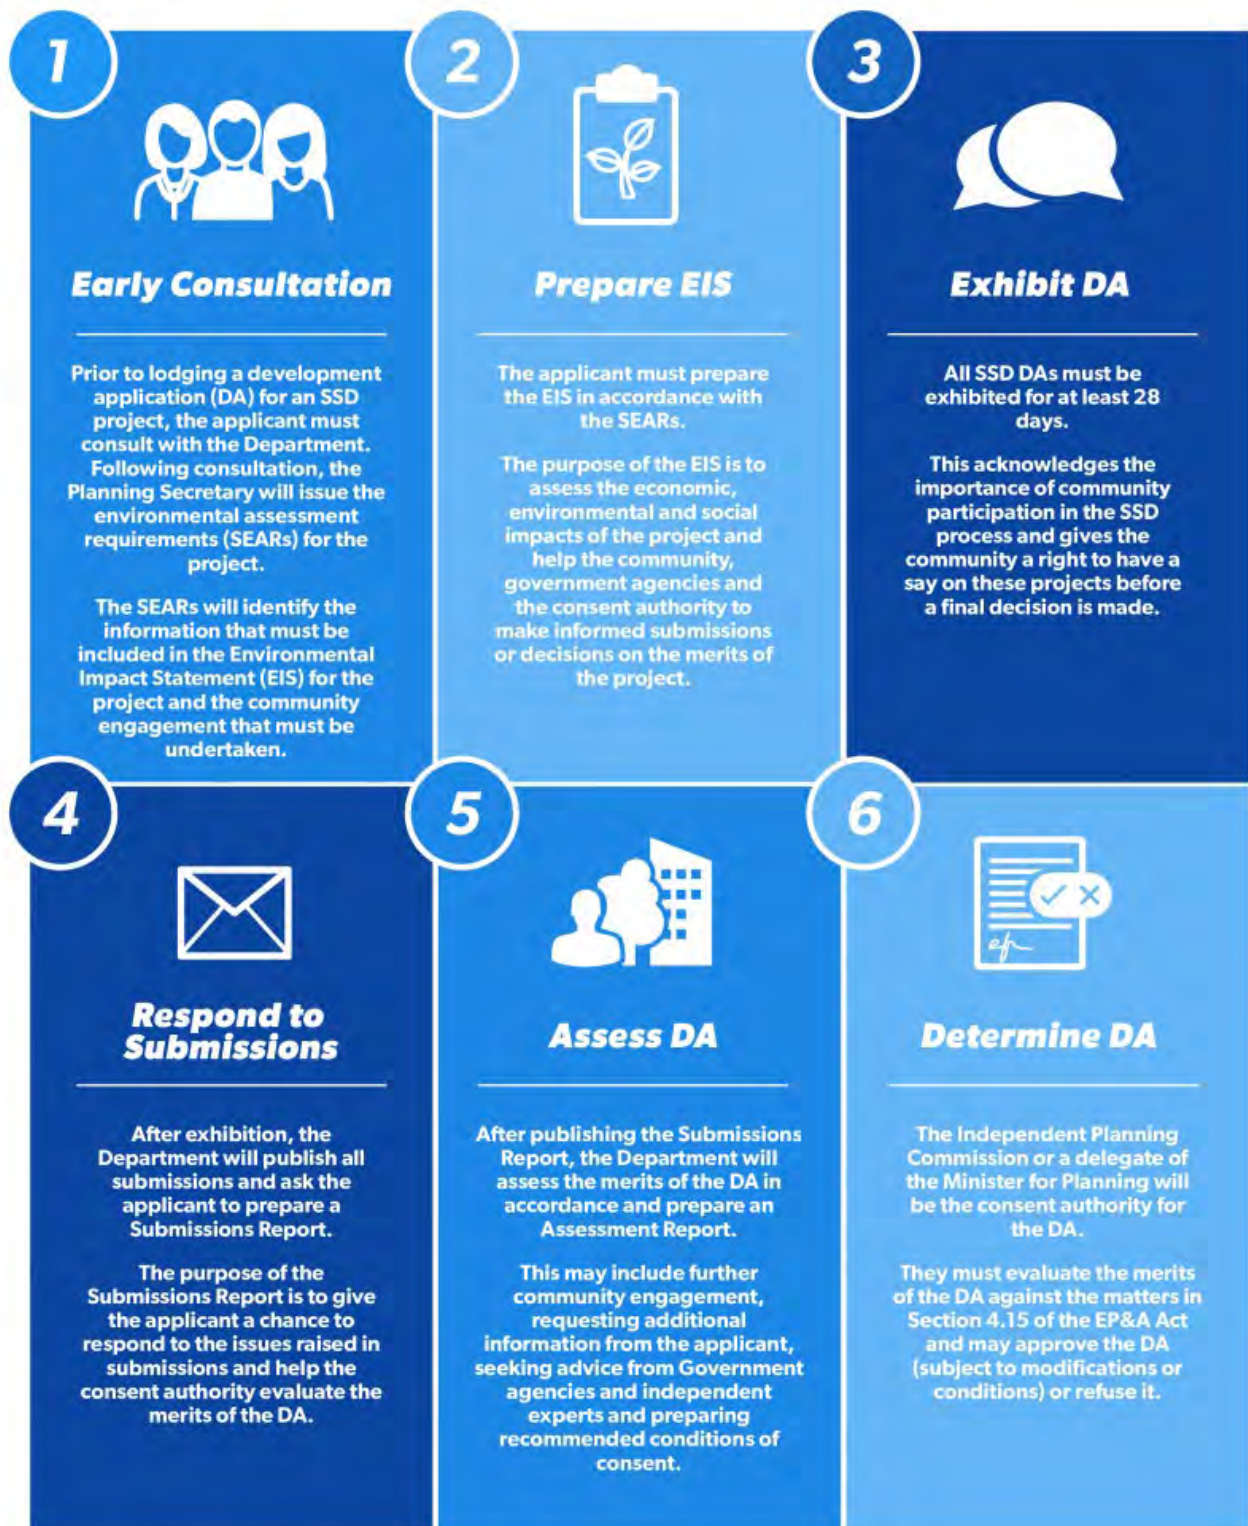 1
Early Consultation
Prior to lodging a development
application (DA) for an SSD
project, the applicant must
consult with the Department.
Following consultation, the
Planning Secretary will issue the
environmental assessment
requirements (SEARs) for the
project.
The SEARs will identify the
information that must be
included in the Environmental
Impact Statement (EIS) for the
project and the community
engagement that must be
undertaken.
2
Prepare EIS
The applicant must prepare
the EIS in accordance with
the SEARs.
The purpose of the EIS is to
assess the economic,
environmental and social
impacts of the project and
help the community,
government agencies and
the consent authority to
make informed submissions
or decisions on the merits of
the project.
3
Exhibit DA
All SSD DAs must be
exhibited for at least 28
days.
This acknowledges the
importance of community
participation in the SSD
process and gives the
community a right to have a
say on these projects before
a final decision is made.
4
Respond to
Submissions
After exhibition, the
Department will publish all
submissions and ask the
applicant to prepare a
Submissions Report.
The purpose of the
Submissions Report is to give
the applicant a chance to
respond to the issues raised in
submissions and help the
consent authority evaluate the
merits of the DA.
5
Assess DA
After publishing the Submissions
Report, the Department will
assess the merits of the DA in
accordance and prepare an
Assessment Report.
This may include further
community engagement,
requesting additional
information from the applicant,
seeking advice from Government
agencies and independent
experts and preparing
recommended conditions of
consent.
6
Determine DA
The Independent Planning
Commission or a delegate of
the Minister for Planning will
be the consent authority for
the DA.
They must evaluate the merits
of the DA against the matters in
Section 4.15 of the EP&A Act
and may approve the DA
(subject to modifications or
conditions) or refuse it.